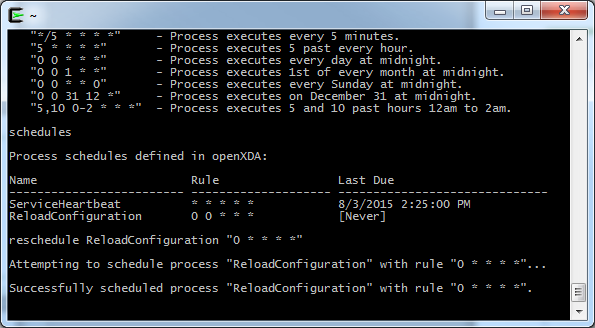 ~
"*/5 * * * *" - Process executes every 5 minutes.
"5 * * * *" - Process executes 5 past every hour.
"0 0 * * *" - Process executes every day at midnight.
"0 0 1 * *" - Process executes 1st of every month at midnight.
"0 0 * * 0" - Process executes every Sunday at midnight.
"0 0 31 12 *" - Process executes on December 31 at midnight.
"5,10 0-2 * * *" - Process executes 5 and 10 past hours 12am to 2am.
schedules
Process schedules defined in openXDA:
Name Rule Last Due
------------------------- -------------------- ------------------------------
ServiceHeartbeat * * * * * 8/3/2015 2:25:00 PM
ReloadConfiguration 0 0 * * * [Never]
reschedule ReloadConfiguration "0 * * * *"
Attempting to schedule process "ReloadConfiguration" with rule "0 * * * *"...
Successfully scheduled process "ReloadConfiguration" with rule "0 * * * *".